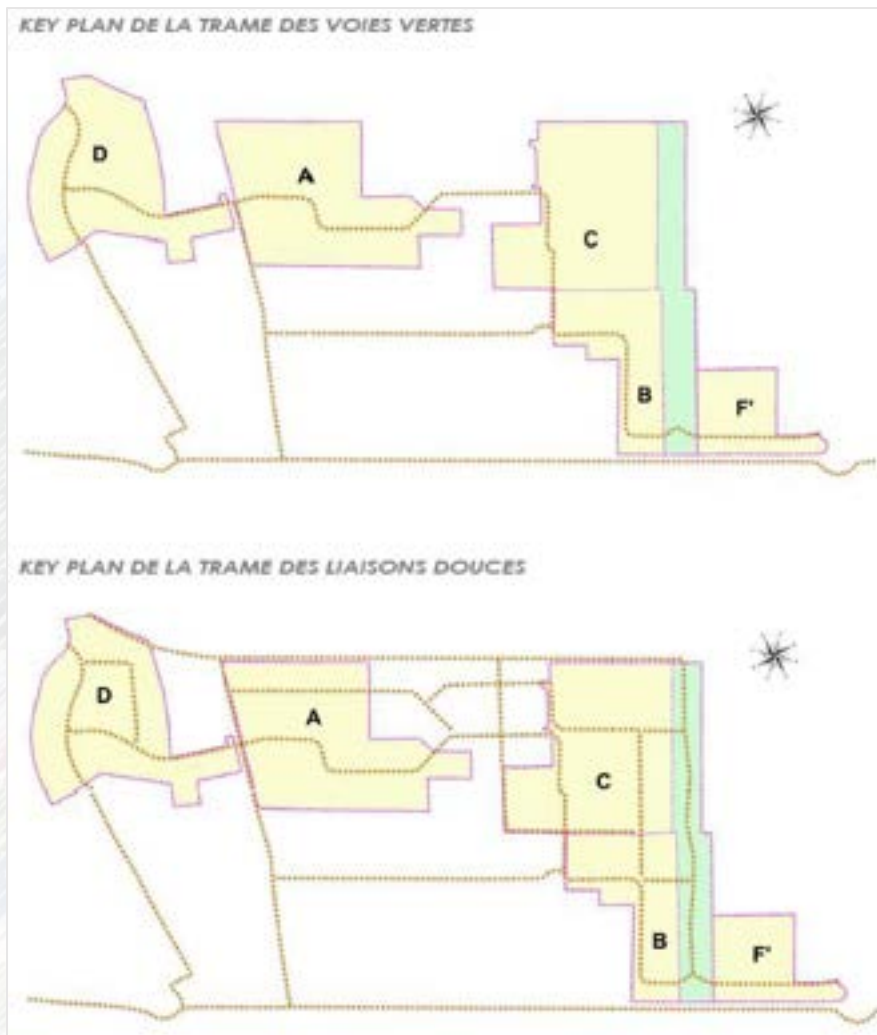 KEY PLAN DE LA TRAME DES VOIES VERTES
D
A
C
B
F'
KEY PLAN DE LA TRAME DES LIAISONS DOUCES
D
A
C
B
F'